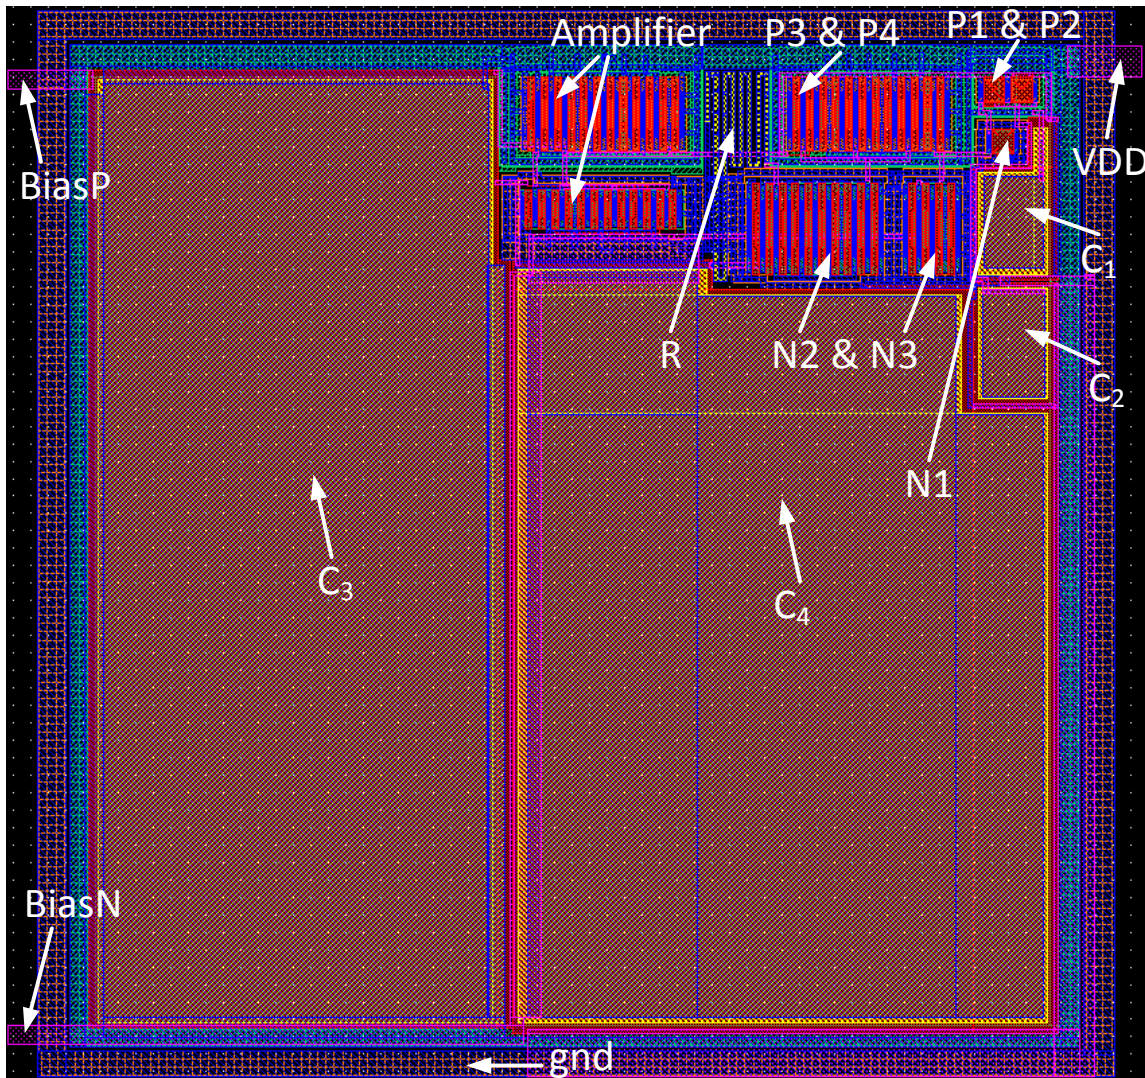 Amplifier
P3 & P4
P1 & P2
BiasP
VDD
C₁
R
N2 & N3
C₂
N1
C₃
C₄
BiasN
gnd